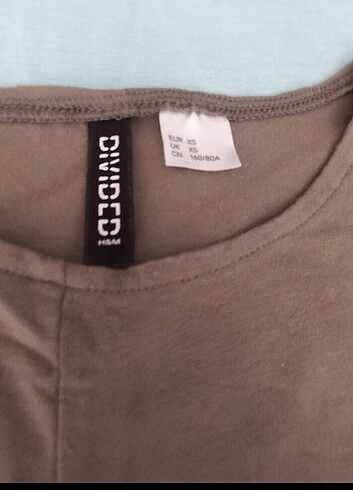 DIVIDED
H&M
EUR XS
UK XS
CN 160/80A